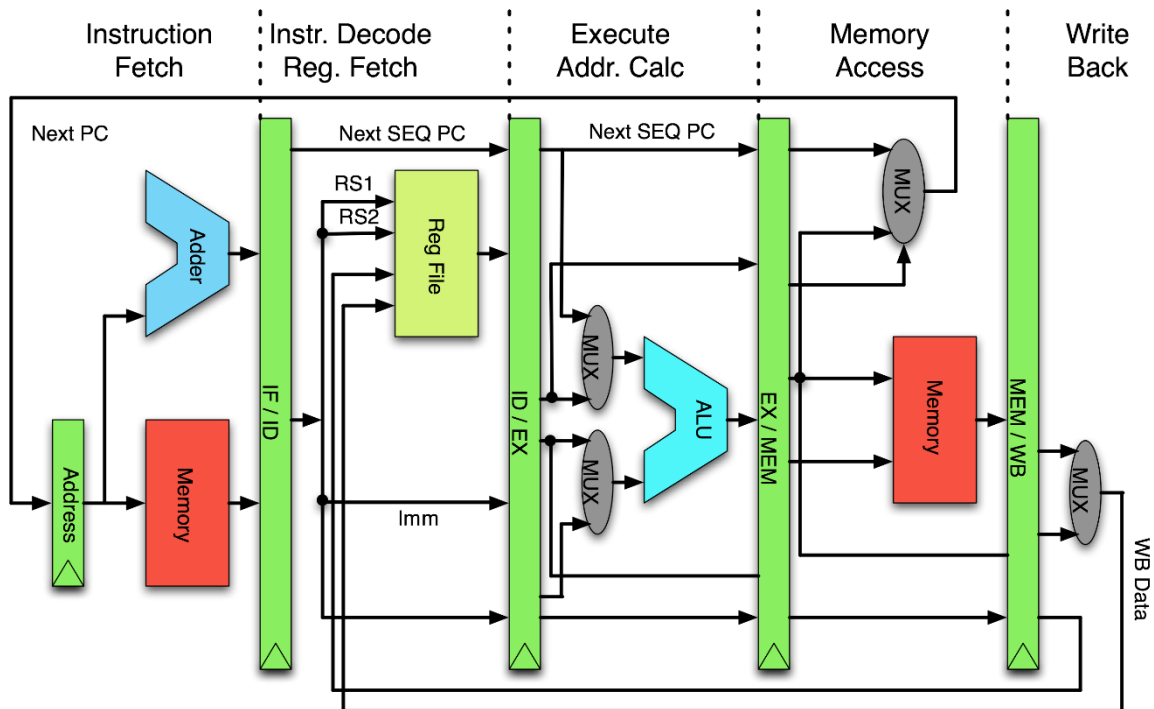 Instruction
Fetch
Instr. Decode
Reg. Fetch
Execute
Addr. Calc
Memory
Access
Write
Back
Next PC
Next SEQ PC
Next SEQ PC
RS1
RS2
Reg File
MUX
Adder
MUX
MUX
ALU
Memory
IF / ID
ID / EX
EX / MEM
MEM / WB
Address
Memory
Imm
MUX
WB Data